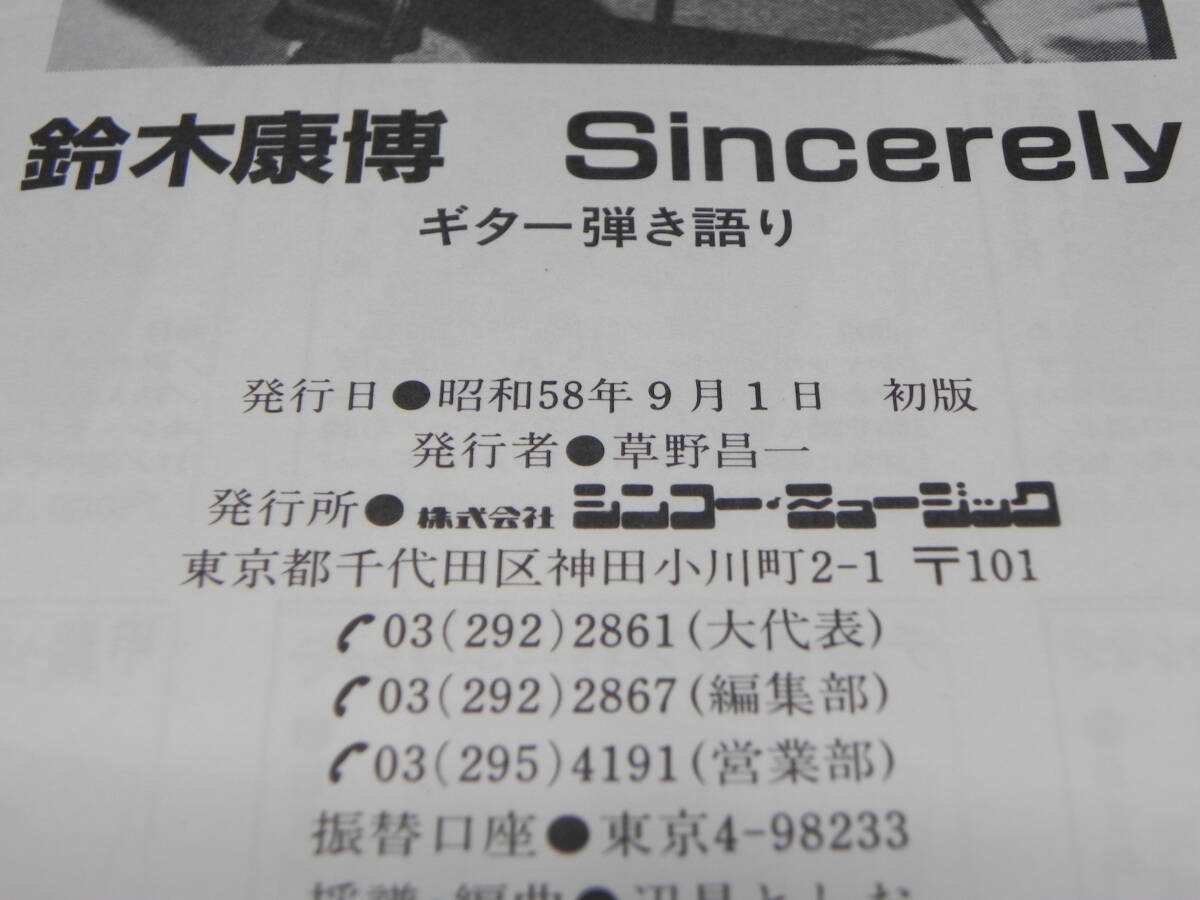 鈴木康博 Sincerely
ギター弾き語り
発行日●昭和58年9月1日 初版
発行者●草野昌一
発行所●株式会社 シンコー・ミュージック
東京都千代田区神田小川町2-1 〒101
03(292)2861(大代表)
03(292)2867(編集部)
03(295)4191(営業部)
振替口座●東京4-98233
採譜・編曲●